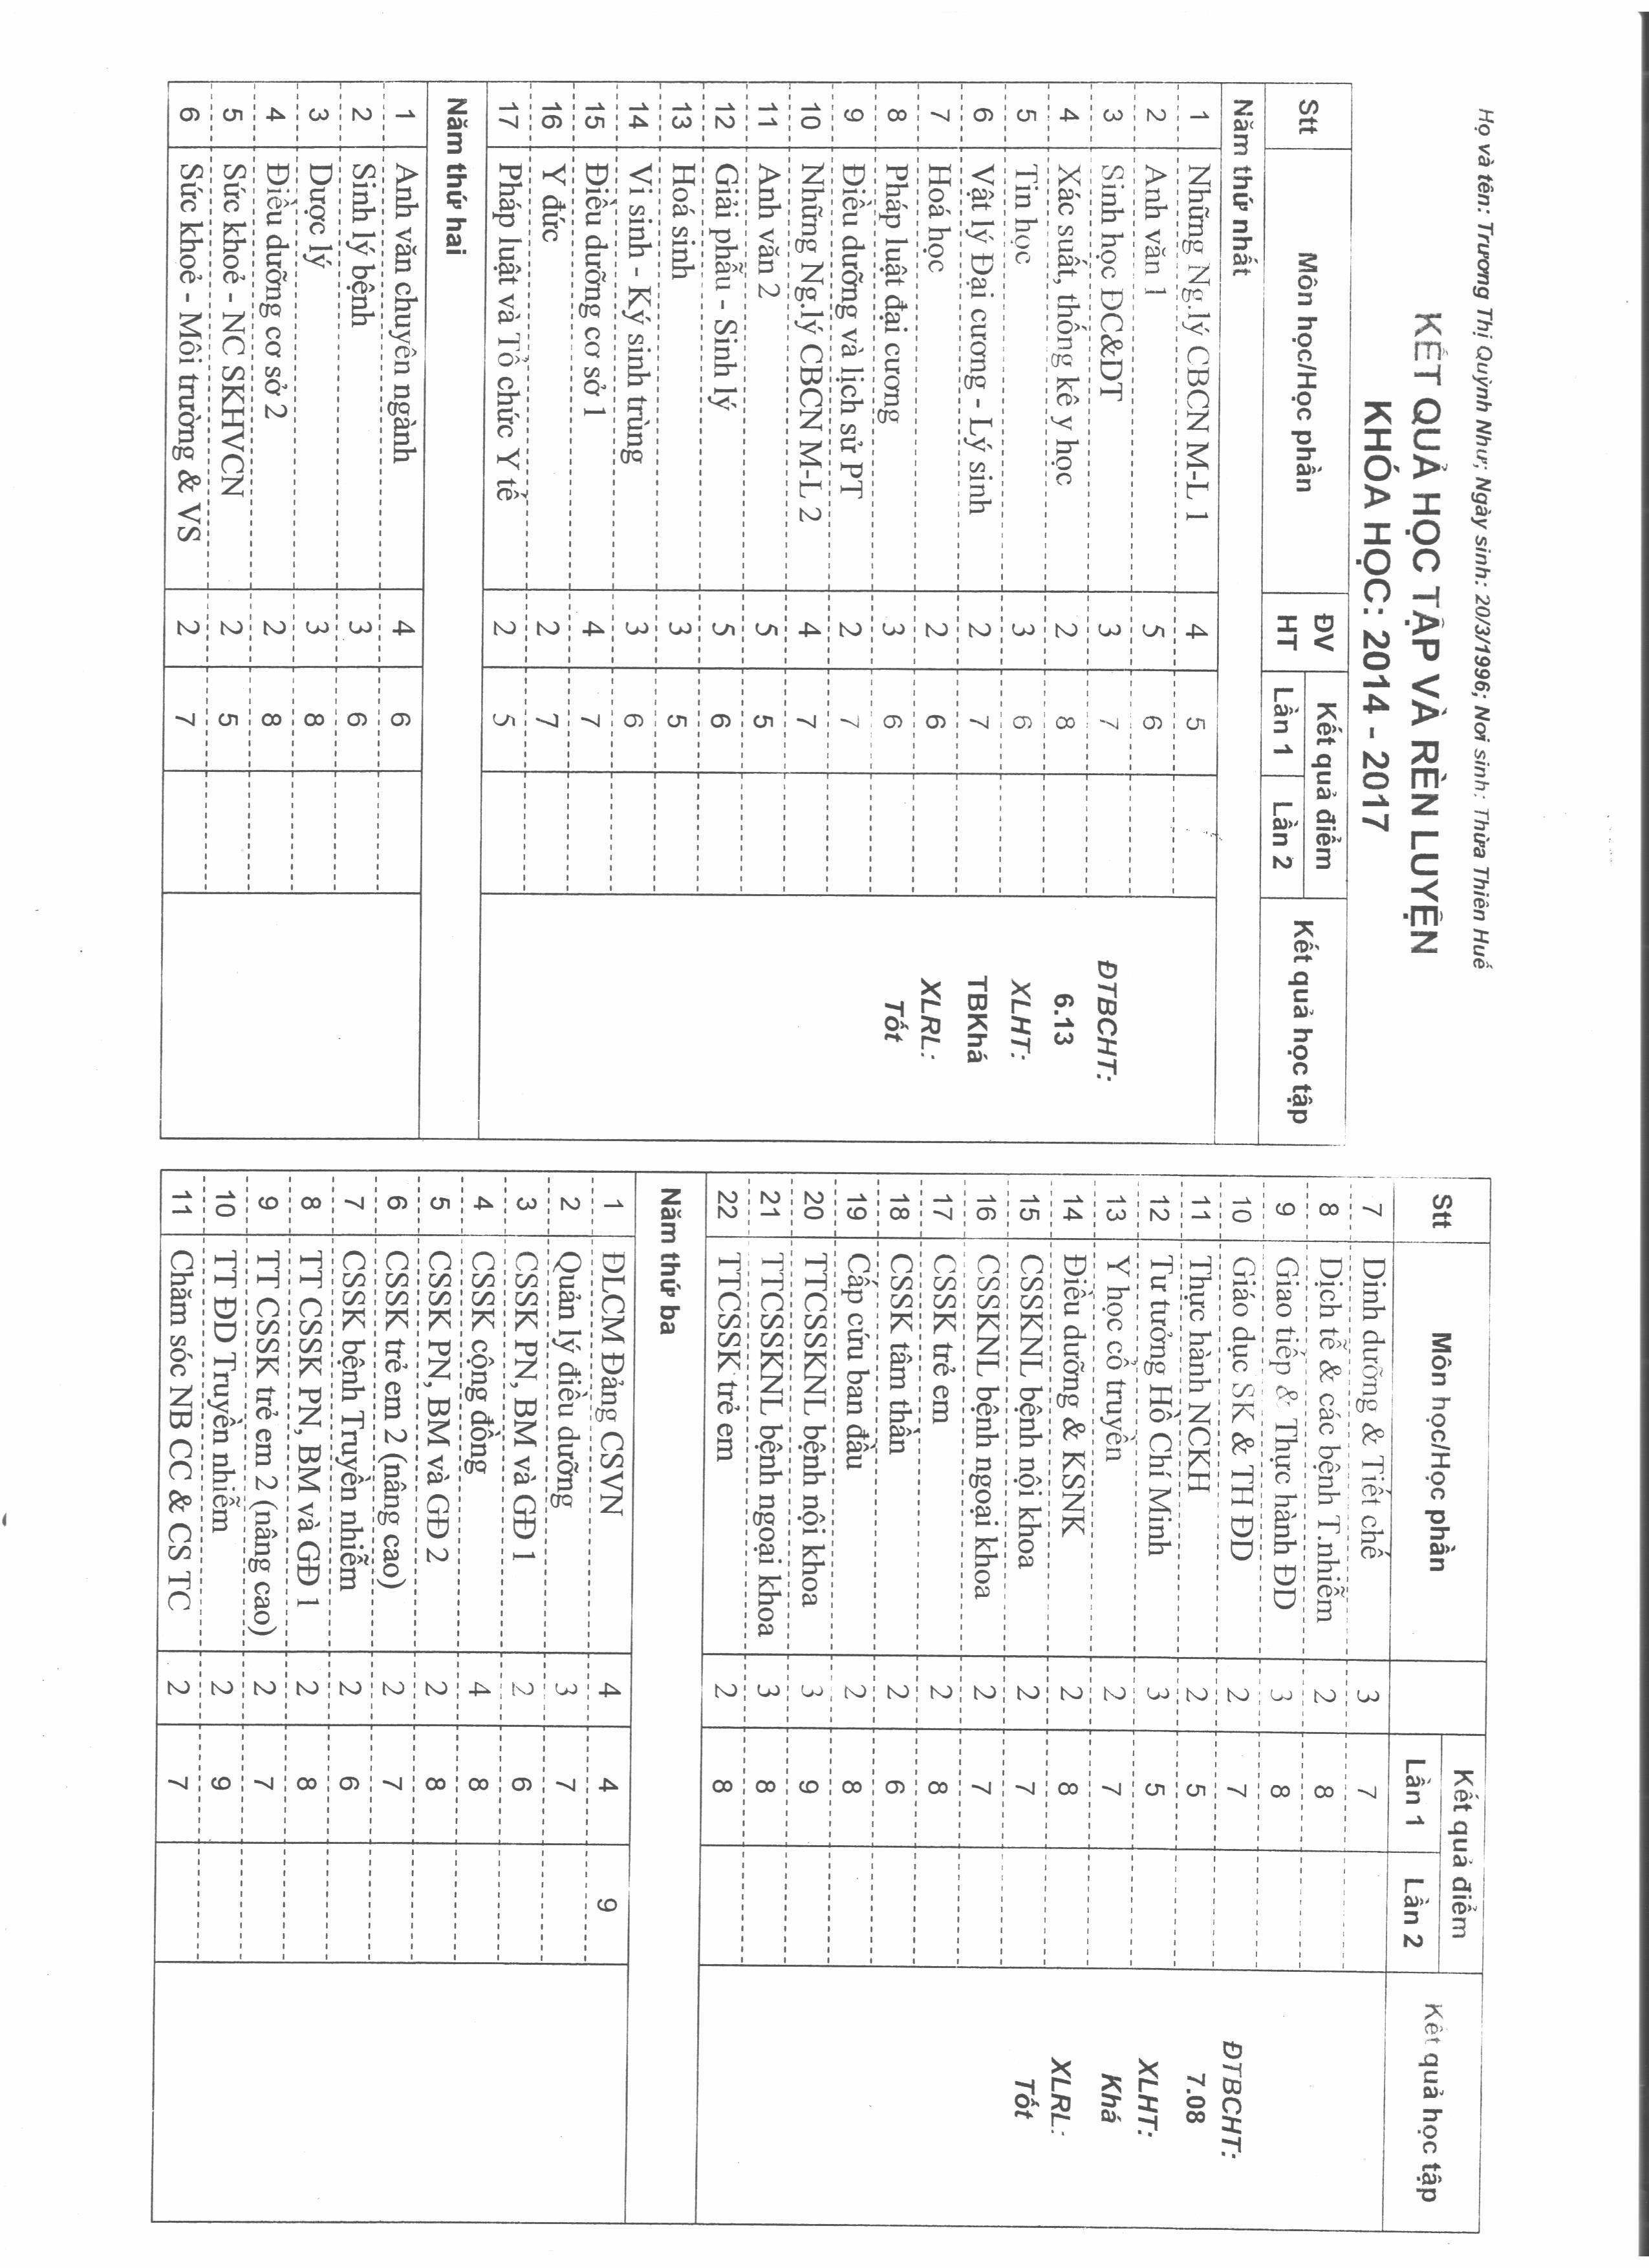 Họ và tên: Trương Thị Quỳnh Như; Ngày sinh: 20/3/1996; Nơi sinh: Thừa Thiên Huế
KẾT QUẢ HỌC TẬP VÀ RÈN LUYỆN
KHÓA HỌC: 2014 - 2017
Stt Môn học/Học phần ĐV HT Kết quả điểm Kết quả học tập
Lần 1 Lần 2
Năm thứ nhất
1 Những Ng.lý CBCN M-L 1 4 5
2 Anh văn 1 5 6
3 Sinh học ĐC&DT 3 7
4 Xác suất, thống kê y học 2 8
5 Tin học 3 6
6 Vật lý Đại cương - Lý sinh 2 7
7 Hoá học 2 6
8 Pháp luật đại cương 3 6
9 Điều dưỡng và lịch sử PT 2 7
10 Những Ng.lý CBCN M-L 2 4 7
11 Anh văn 2 5 5
12 Giải phẫu - Sinh lý 5 6
13 Hoá sinh 3 5
14 Vi sinh - Ký sinh trùng 3 6
15 Điều dưỡng cơ sở 1 4 7
16 Y đức 2 7
17 Pháp luật và Tổ chức Y tế 2 5
ĐTBCHT:
6.13
XLHT:
TBKhá
XLRL:
Tốt
Năm thứ hai
1 Anh văn chuyên ngành 4 6
2 Sinh lý bệnh 3 6
3 Dược lý 3 8
4 Điều dưỡng cơ sở 2 2 8
5 Sức khoẻ - NC SKHVCN 2 5
6 Sức khoẻ - Môi trường & VS 2 7
Stt Môn học/Học phần Kết quả điểm Kết quả học tập
Lần 1 Lần 2
7 Dinh dưỡng & Tiết chế 3 7
8 Dịch tễ & các bệnh T.nhiễm 2 8
9 Giao tiếp & Thực hành ĐD 3 8
10 Giáo dục SK & TH ĐD 2 7
11 Thực hành NCKH 2 5
12 Tư tưởng Hồ Chí Minh 3 5
13 Y học cổ truyền 2 7
14 Điều dưỡng & KSNK 2 8
15 CSSKNL bệnh nội khoa 2 7
16 CSSKNL bệnh ngoại khoa 2 7
17 CSSK trẻ em 2 8
18 CSSK tâm thần 2 6
19 Cấp cứu ban đầu 2 8
20 TTCSSKNL bệnh nội khoa 3 9
21 TTCSSKNL bệnh ngoại khoa 3 8
22 TTCSSK trẻ em 2 8
ĐTBCHT:
7.08
XLHT:
Khá
XLRL:
Tốt
Năm thứ ba
1 ĐLCM Đảng CSVN 4 4 9
2 Quản lý điều dưỡng 3 7
3 CSSK PN, BM và GĐ 1 2 6
4 CSSK cộng đồng 4 8
5 CSSK PN, BM và GĐ 2 2 8
6 CSSK trẻ em 2 (nâng cao) 2 7
7 CSSK bệnh Truyền nhiễm 2 6
8 TT CSSK PN, BM và GĐ 1 2 8
9 TT CSSK trẻ em 2 (nâng cao) 2 7
10 TT ĐD Truyền nhiễm 2 9
11 Chăm sóc NB CC & CS TC 2 7